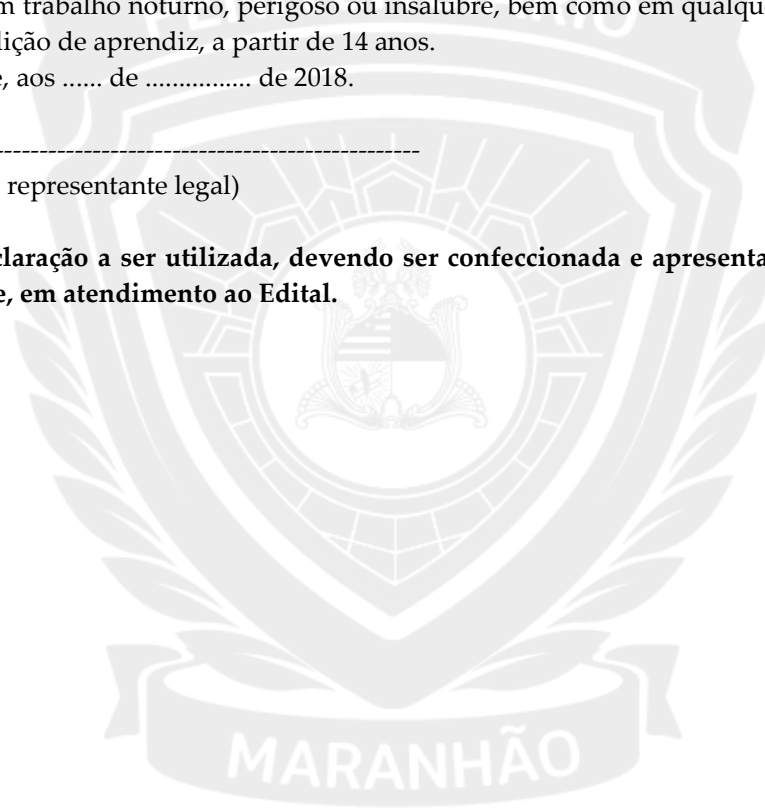 m trabalho noturno, perigoso ou insalubre, bem como em qualqu
lição de aprendiz, a partir de 14 anos.
e, aos ...... de ............... de 2018.
------------------------------------------------
representante legal)
claração a ser utilizada, devendo ser confeccionada e apresenta
e, em atendimento ao Edital.
MARANHÃO